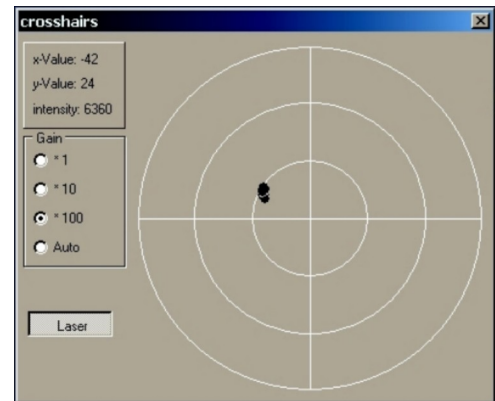 crosshairs
x-Value: -42
y-Value: 24
intensity: 6360
Gain
* 1
* 10
* 100
Auto
Laser